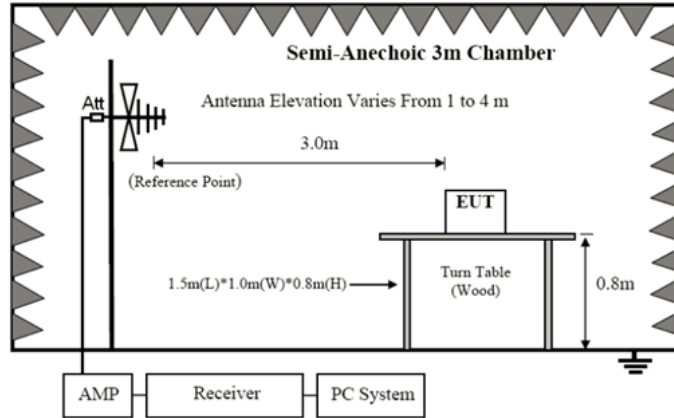 Semi-Anechoic 3m Chamber
Att
Antenna Elevation Varies From 1 to 4 m
3.0m
(Reference Point)
EUT
1.5m(L)*1.0m(W)*0.8m(H)
Turn Table
(Wood)
0.8m
AMP
Receiver
PC System